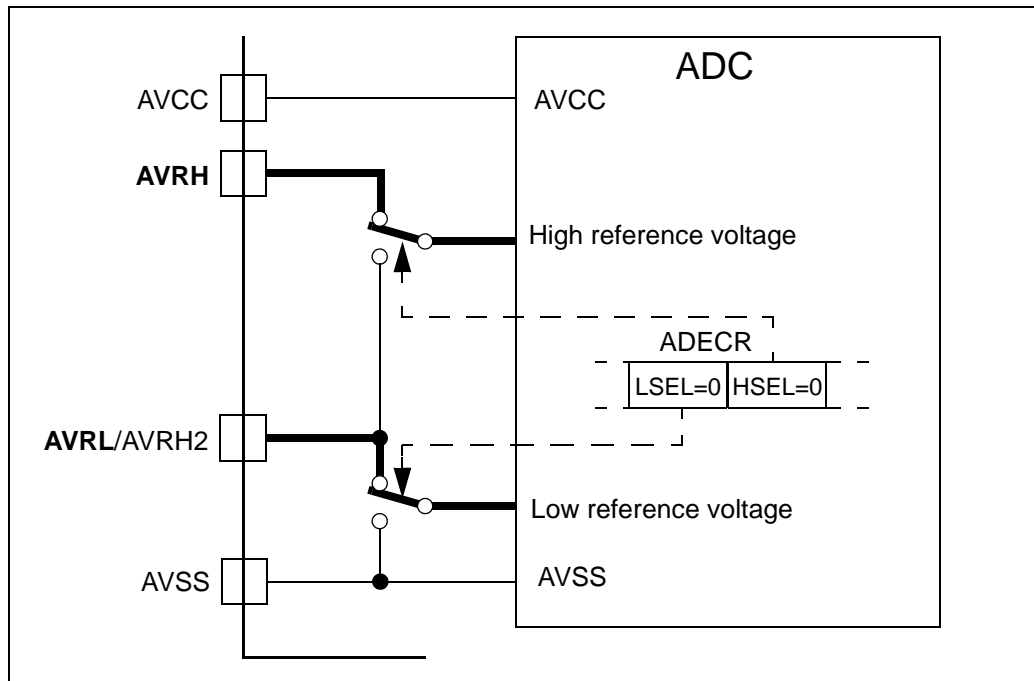 ADC
AVCC
AVCC
AVRH
High reference voltage
ADECR
LSEL=0 HSEL=0
AVRL/AVRH2
Low reference voltage
AVSS
AVSS